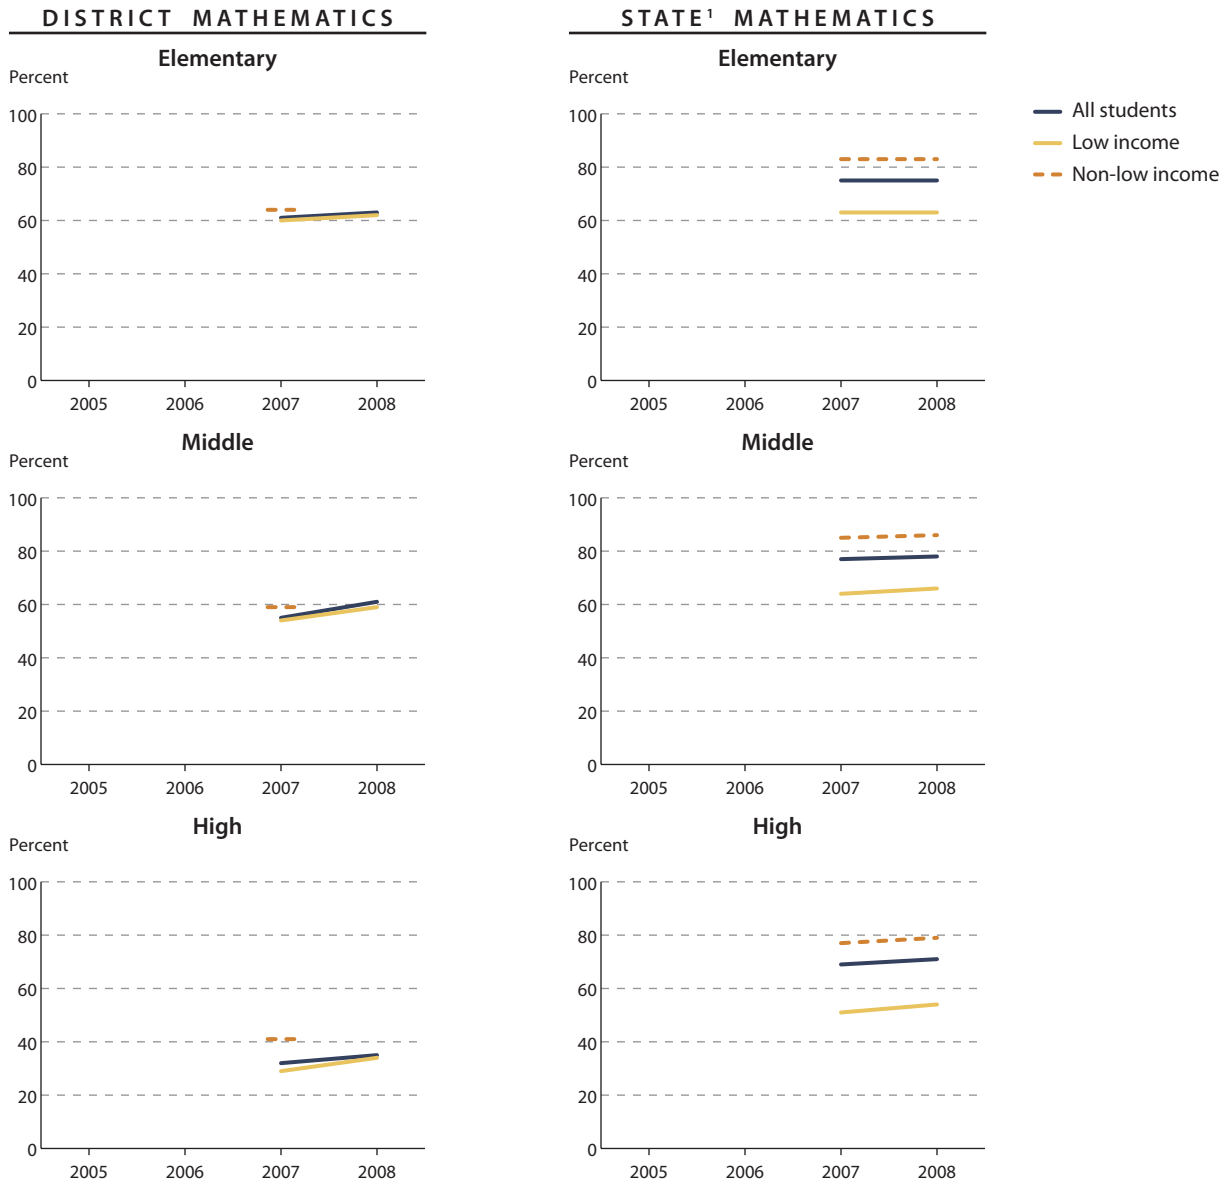 DISTRICT MATHEMATICS
Elementary
Percent
100
80
60
40
20
0
2005 2006 2007 2008
Middle
Percent
100
80
60
40
20
0
2005 2006 2007 2008
High
Percent
100
80
60
40
20
0
2005 2006 2007 2008
STATE¹ MATHEMATICS
Elementary
Percent
100
80
60
40
20
0
2005 2006 2007 2008
Middle
Percent
100
80
60
40
20
0
2005 2006 2007 2008
High
Percent
100
80
60
40
20
0
2005 2006 2007 2008
All students
Low income
Non-low income